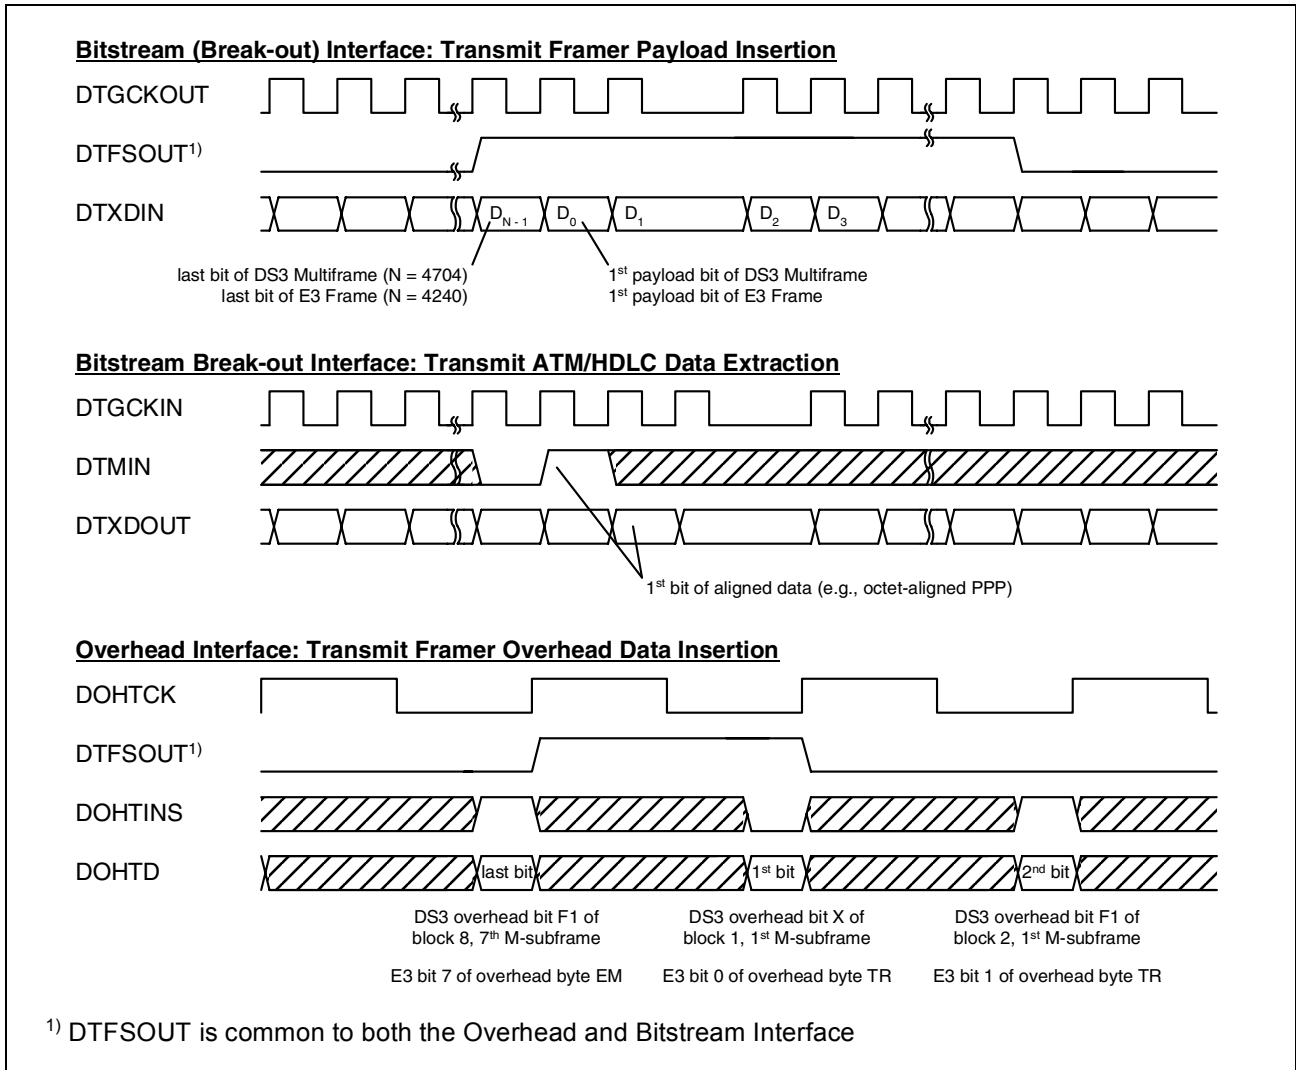 Bitstream (Break-out) Interface: Transmit Framer Payload Insertion
DTGCKOUT
DTFSOUT1)
DTXDIN
DN-1 D0 D1 D2 D3
last bit of DS3 Multiframe (N = 4704)
last bit of E3 Frame (N = 4240)
1st payload bit of DS3 Multiframe
1st payload bit of E3 Frame
Bitstream Break-out Interface: Transmit ATM/HDLC Data Extraction
DTGCKIN
DTMIN
DTXDOUT
1st bit of aligned data (e.g., octet-aligned PPP)
Overhead Interface: Transmit Framer Overhead Data Insertion
DOHTCK
DTFSOUT1)
DOHTINS
DOHTD
last bit 1st bit 2nd bit
DS3 overhead bit F1 of
block 8, 7th M-subframe
E3 bit 7 of overhead byte EM
DS3 overhead bit X of
block 1, 1st M-subframe
E3 bit 0 of overhead byte TR
DS3 overhead bit F1 of
block 2, 1st M-subframe
E3 bit 1 of overhead byte TR
1) DTFSOUT is common to both the Overhead and Bitstream Interface